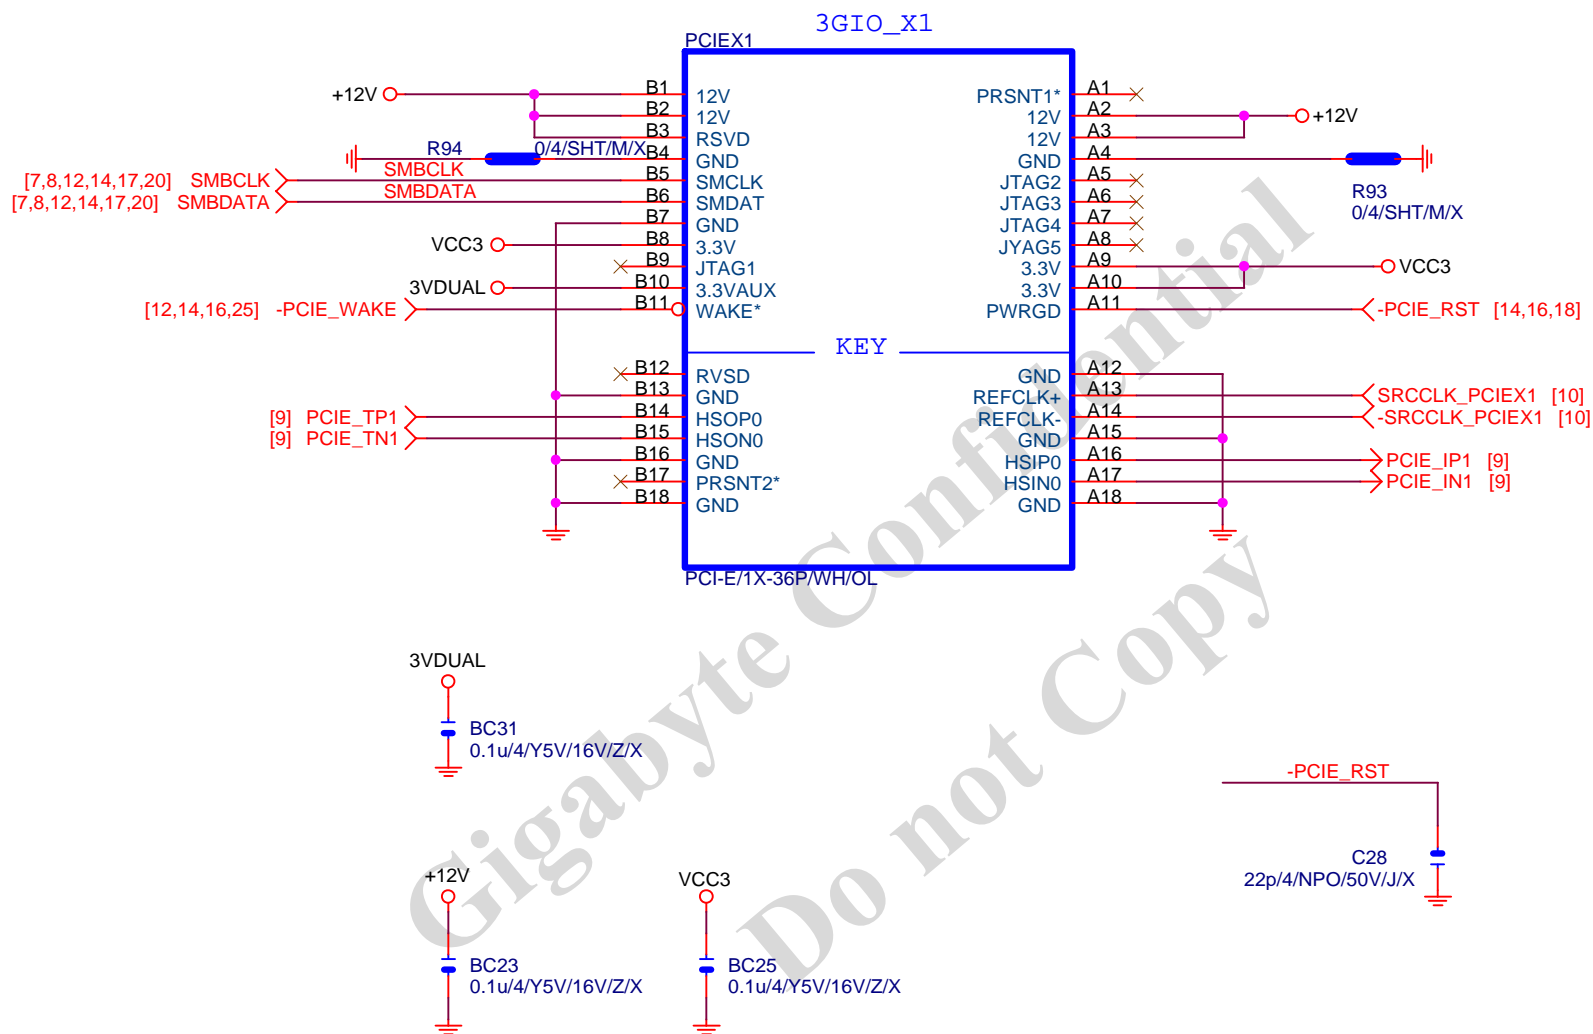 3GIO_X1
PCIEX1
+12V B1 12V PRSNT1* A1
B2 12V 12V A2 +12V
B3 RSVD 12V A3
R94 0/4/SHT/M/X B4 GND GND A4
[7,8,12,14,17,20] SMBCLK SMBCLK B5 SMCLK JTAG2 A5
[7,8,12,14,17,20] SMBDATA SMBDATA B6 SMDAT JTAG3 A6
R93
0/4/SHT/M/X
B7 GND JTAG4 A7
VCC3 B8 3.3V JYAG5 A8
B9 JTAG1 3.3V A9 VCC3
3VDUAL B10 3.3VAUX 3.3V A10
[12,14,16,25] -PCIE_WAKE B11 WAKE* PWRGD A11 -PCIE_RST [14,16,18]
KEY
B12 RVSD GND A12
B13 GND REFCLK+ A13 SRCCLK_PCIEX1 [10]
[9] PCIE_TP1 B14 HSOP0 REFCLK- A14 -SRCCLK_PCIEX1 [10]
[9] PCIE_TN1 B15 HSON0 GND A15
B16 GND HSIP0 A16 PCIE_IP1 [9]
B17 PRSNT2* HSIN0 A17 PCIE_IN1 [9]
B18 GND GND A18
PCI-E/1X-36P/WH/OL
3VDUAL
BC31
0.1u/4/Y5V/16V/Z/X
-PCIE_RST
C28
22p/4/NPO/50V/J/X
+12V
BC23
0.1u/4/Y5V/16V/Z/X
VCC3
BC25
0.1u/4/Y5V/16V/Z/X
Gigabyte Confidential
Do not Copy